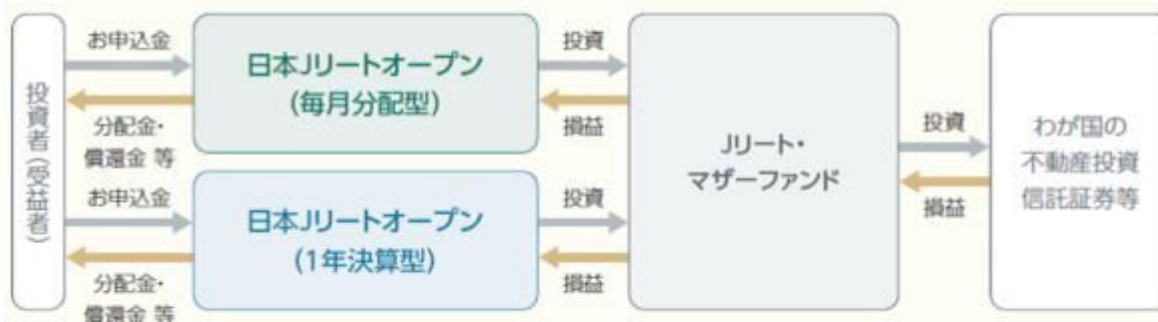 投資者(受益者)
お申込金
分配金・
償還金 等
日本Jリートオープン
(毎月分配型)
投資
損益
お申込金
分配金・
償還金 等
日本Jリートオープン
(1年決算型)
投資
損益
Jリート・
マザーファンド
投資
損益
わが国の
不動産投資
信託証券等